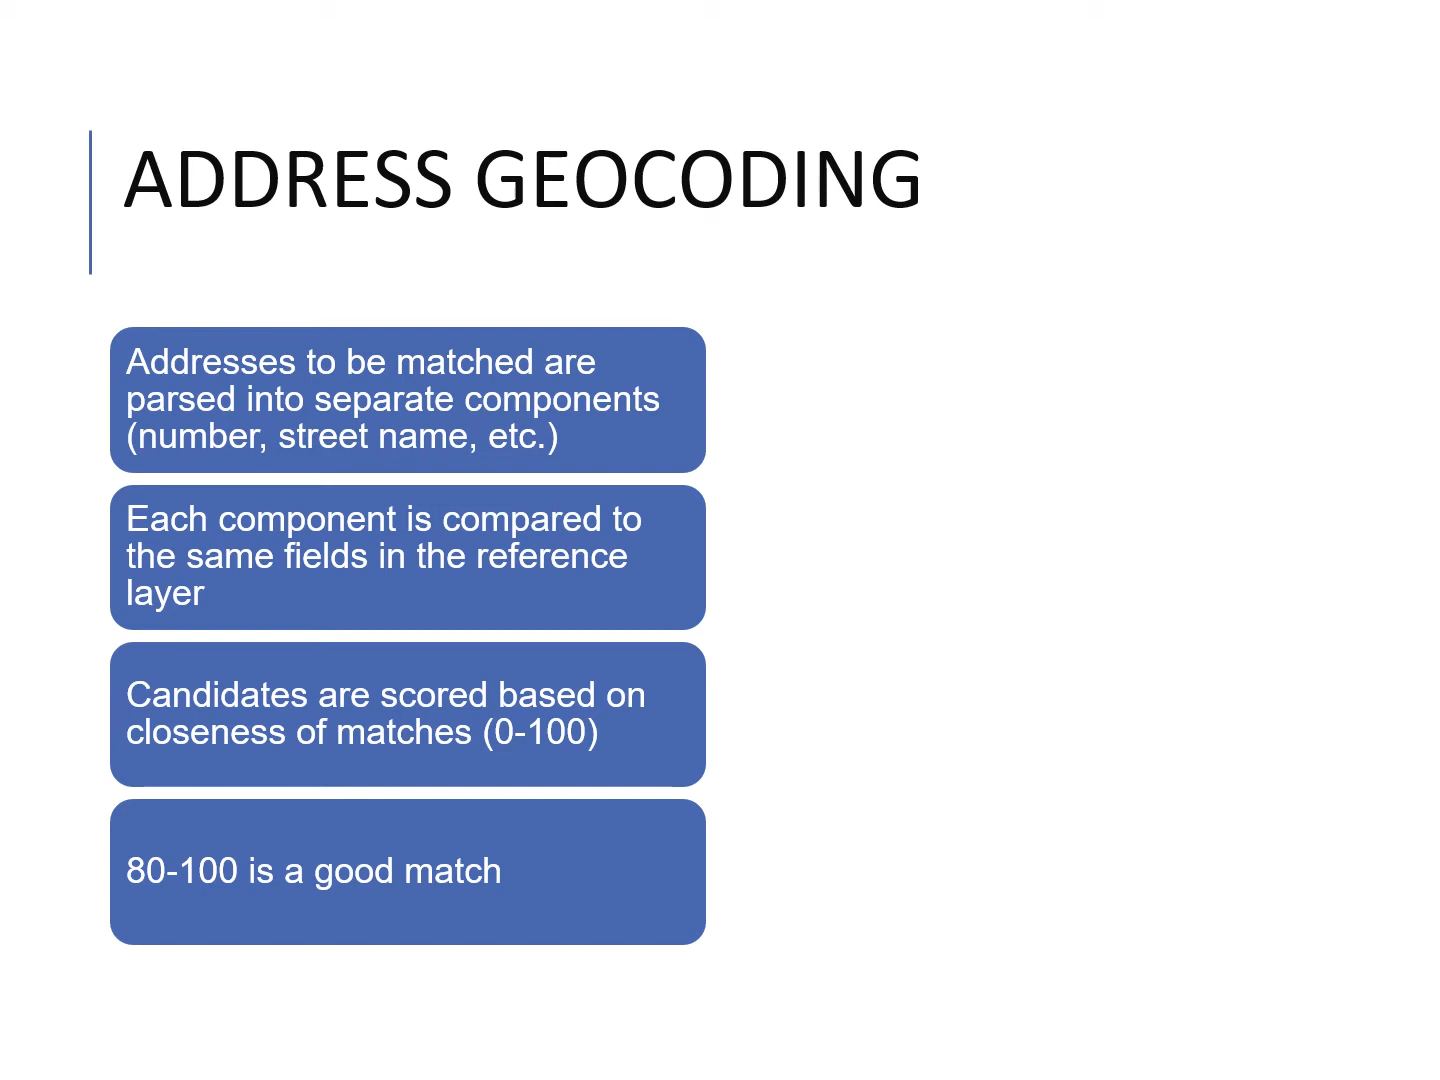 ADDRESS GEOCODING
Addresses to be matched are
parsed into separate components
(number, street name, etc.)
Each component is compared to
the same fields in the reference
layer
Candidates are scored based on
closeness of matches (0-100)
80-100 is a good match